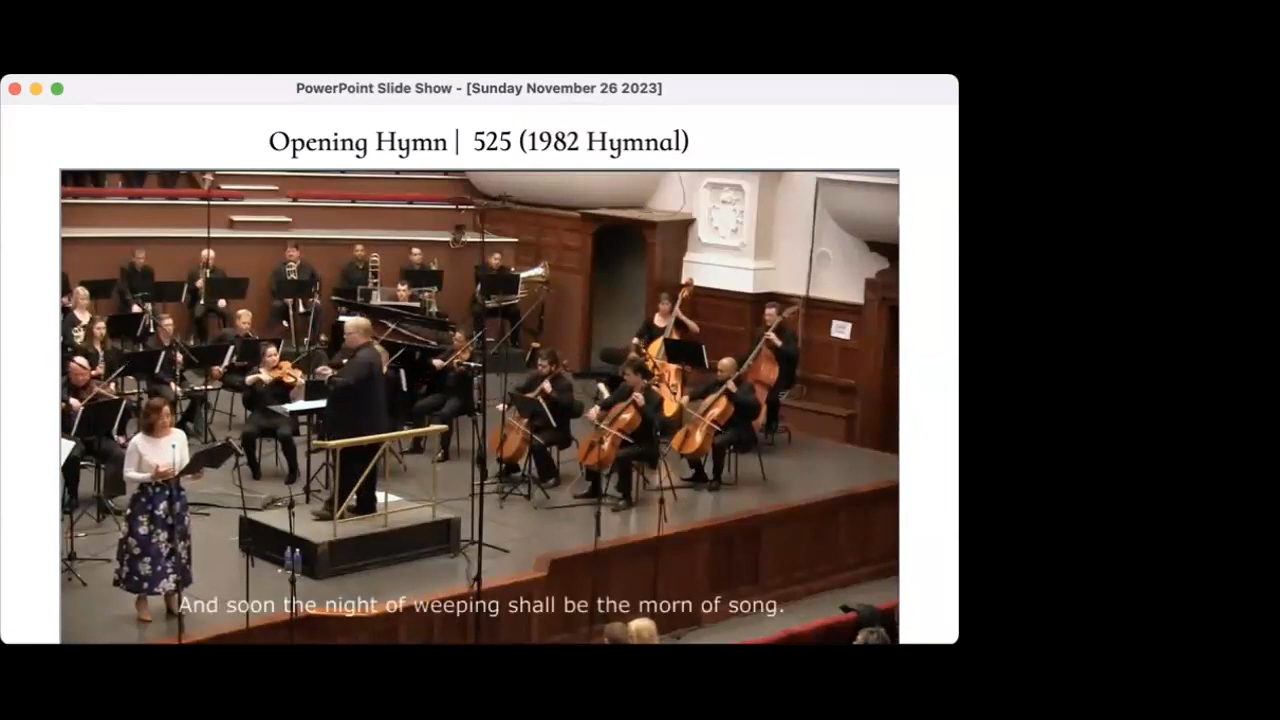 PowerPoint Slide Show - [Sunday November 26 2023]
Opening Hymn | 525 (1982 Hymnal)
And soon the night of weeping shall be the morn of song.